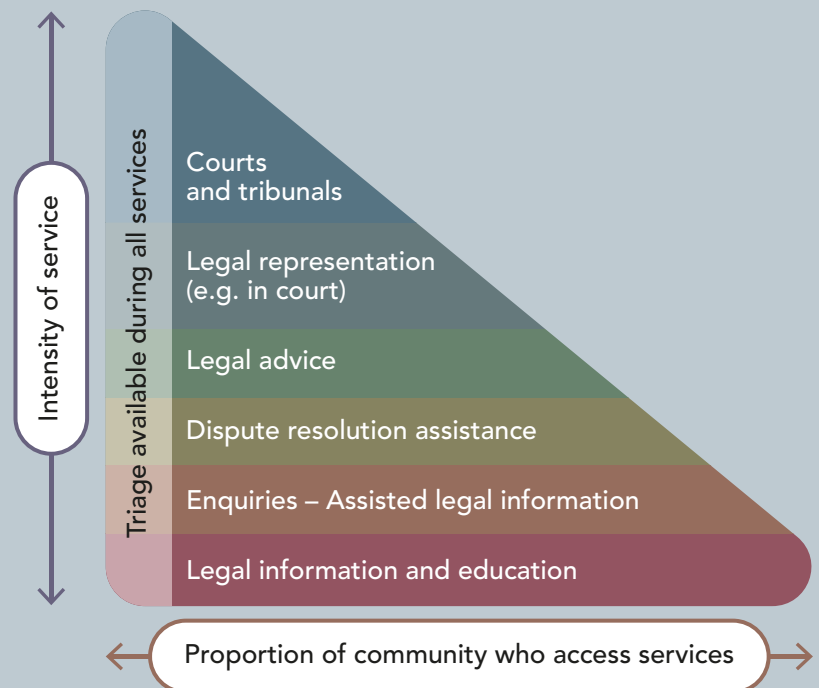 Intensity of service
Triage available during all services
Courts
and tribunals
Legal representation
(e.g. in court)
Legal advice
Dispute resolution assistance
Enquiries – Assisted legal information
Legal information and education
Proportion of community who access services